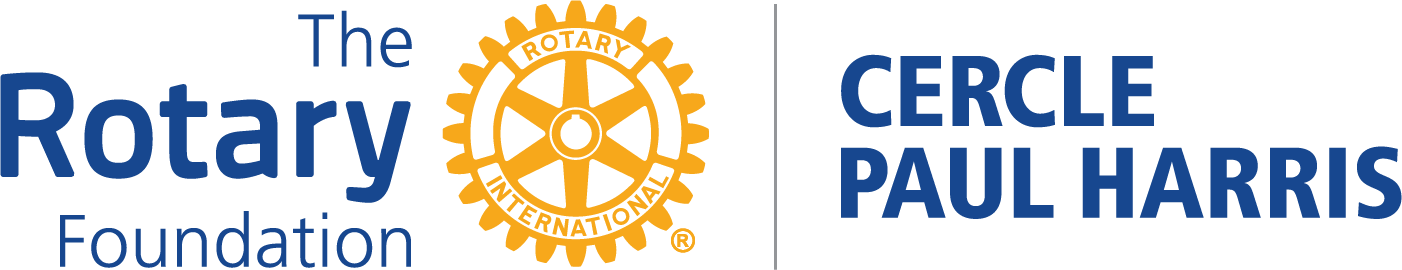 The
Rotary
Foundation
ROTARY
INTERNATIONAL
®
CERCLE
PAUL HARRIS